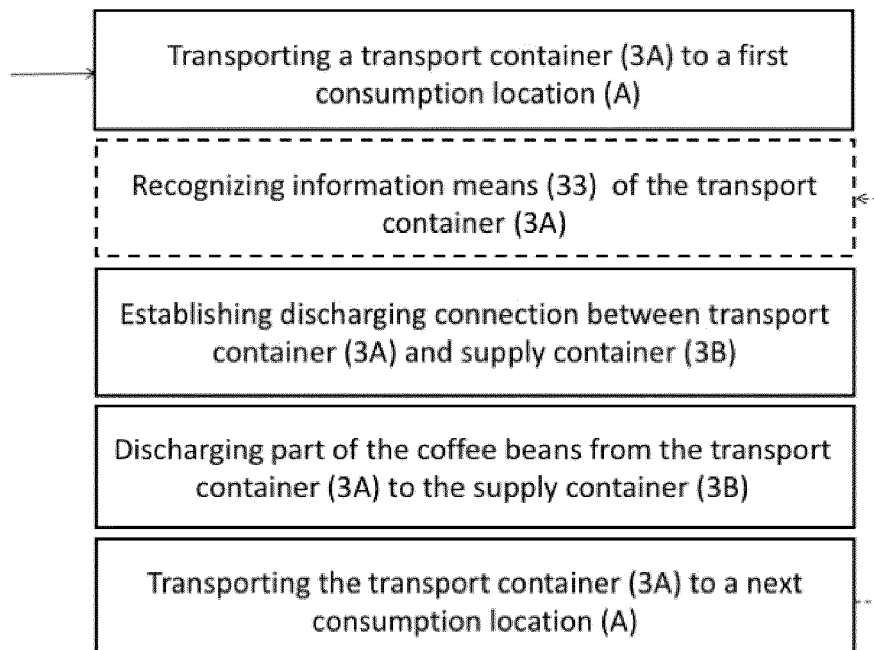 Transporting a transport container (3A) to a first
consumption location (A)
Recognizing information means (33) of the transport
container (3A)
Establishing discharging connection between transport
container (3A) and supply container (3B)
Discharging part of the coffee beans from the transport
container (3A) to the supply container (3B)
Transporting the transport container (3A) to a next
consumption location (A)